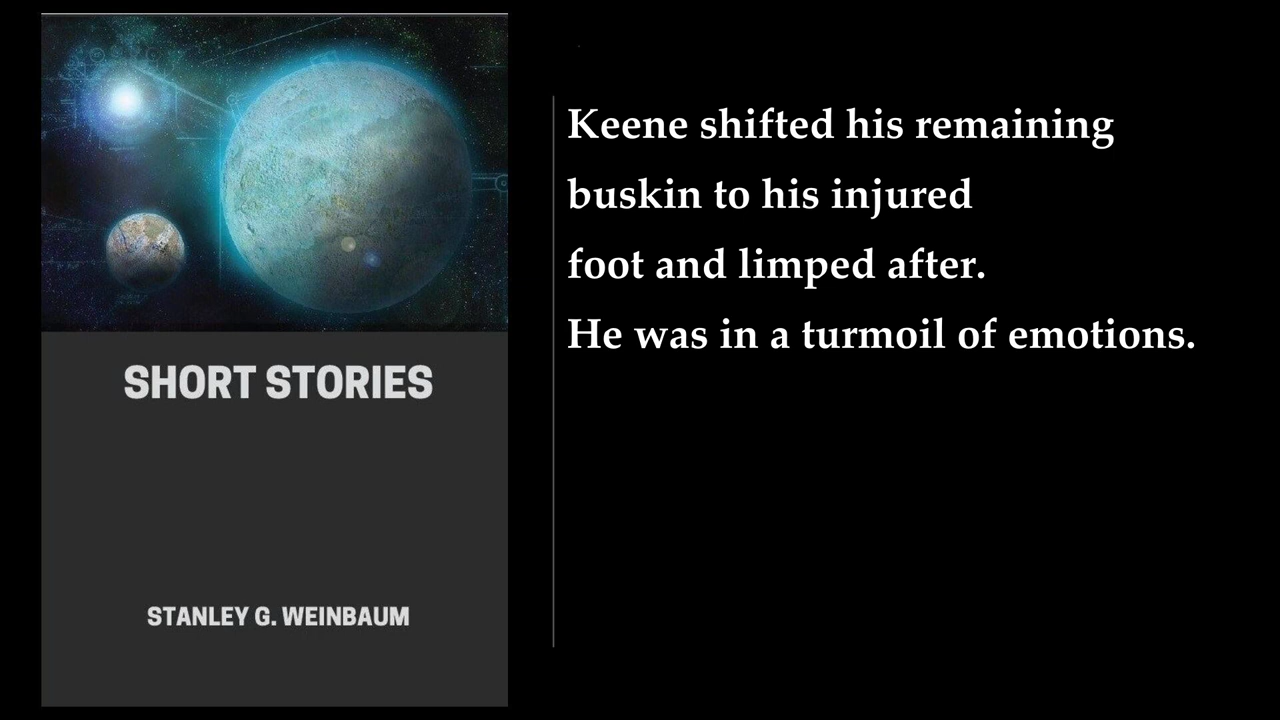 SHORT STORIES
STANLEY G. WEINBAUM
Keene shifted his remaining
buskin to his injured
foot and limped after.
He was in a turmoil of emotions.